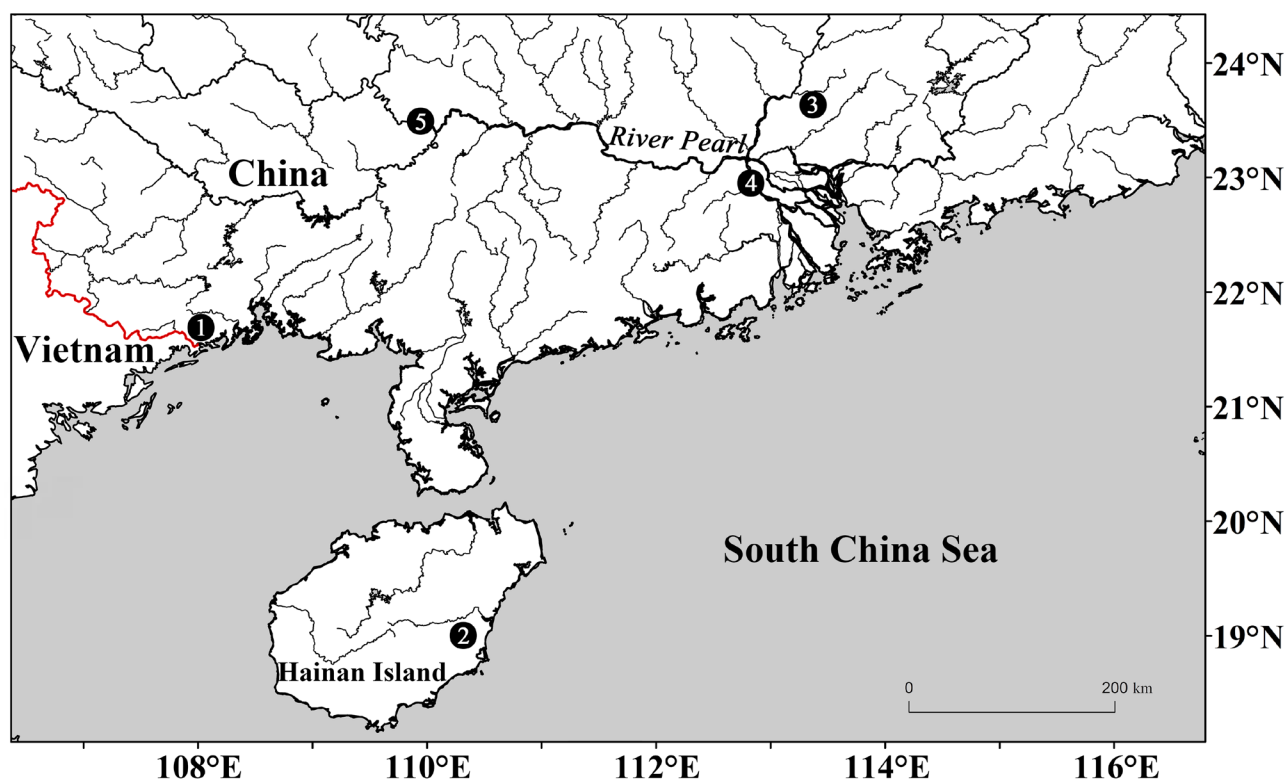 24°N
3
5
River Pearl
China
23°N
4
22°N
1
Vietnam
21°N
20°N
South China Sea
2
19°N
Hainan Island
0 200 km
108°E 110°E 112°E 114°E 116°E